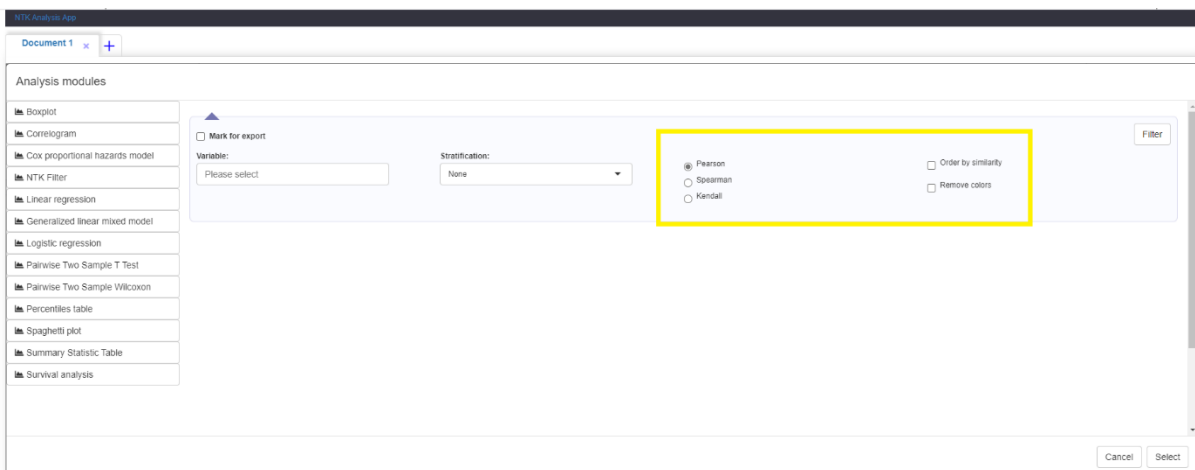 NTK Analysis App
Document 1 x +
Analysis modules
Boxplot
Correlogram
Cox proportional hazards model
NTK Filter
Linear regression
Generalized linear mixed model
Logistic regression
Pairwise Two Sample T Test
Pairwise Two Sample Wilcoxon
Percentiles table
Spaghetti plot
Summary Statistic Table
Survival analysis
Mark for export
Filter
Variable:
Please select
Stratification:
None
Pearson
Spearman
Kendall
Order by similarity
Remove colors
Cancel
Select